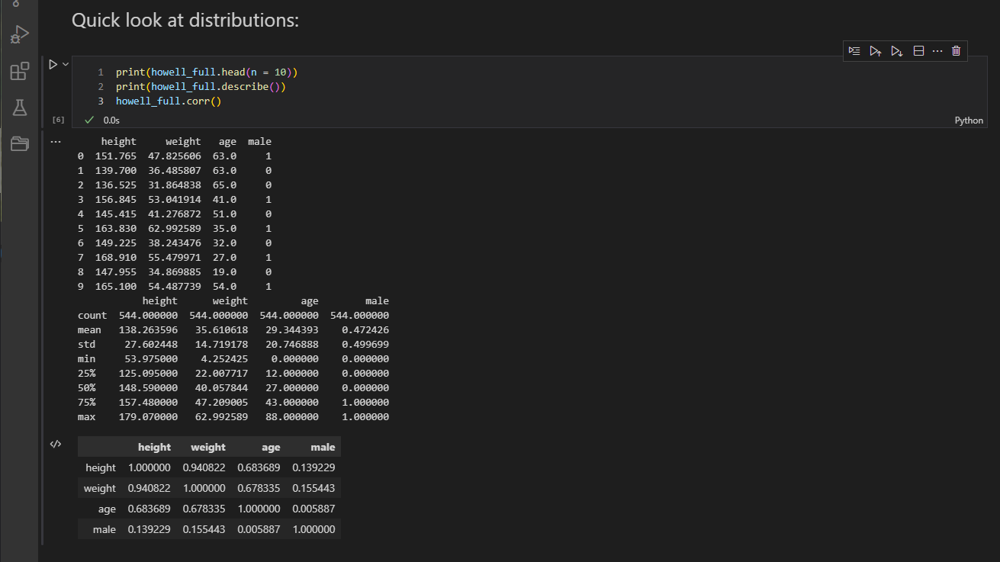 Quick look at distributions:
1 print(howell_full.head(n = 10))
2 print(howell_full.describe())
3 howell_full.corr()
[6] 0.0s Python
height weight age male
0 151.765 47.825606 63.0 1
1 139.700 36.485807 63.0 0
2 136.525 31.864838 65.0 0
3 156.845 53.041914 41.0 1
4 145.415 41.276872 51.0 0
5 163.830 62.992589 35.0 1
6 149.225 38.243476 32.0 0
7 168.910 55.479971 27.0 1
8 147.955 34.869885 19.0 0
9 165.100 54.487739 54.0 1
height weight age male
count 544.000000 544.000000 544.000000 544.000000
mean 138.263596 35.610618 29.344393 0.472426
std 27.602448 14.719178 20.746888 0.499699
min 53.975000 4.252425 0.000000 0.000000
25% 125.095000 22.007717 12.000000 0.000000
50% 148.590000 40.057844 27.000000 0.000000
75% 157.480000 47.209005 43.000000 1.000000
max 179.070000 62.992589 88.000000 1.000000
height weight age male
height 1.000000 0.940822 0.683689 0.139229
weight 0.940822 1.000000 0.678335 0.155443
age 0.683689 0.678335 1.000000 0.005887
male 0.139229 0.155443 0.005887 1.000000